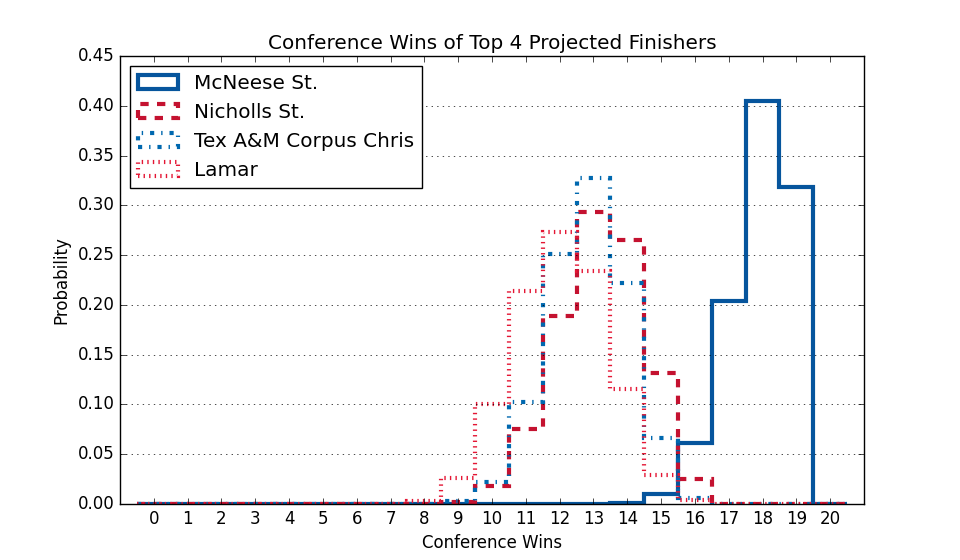 Conference Wins of Top 4 Projected Finishers
McNeese St.
Nicholls St.
Tex A&M Corpus Chris
Lamar
0.45
0.40
0.35
0.30
0.25
0.20
0.15
0.10
0.05
0.00
Probability
0 1 2 3 4 5 6 7 8 9 10 11 12 13 14 15 16 17 18 19 20
Conference Wins